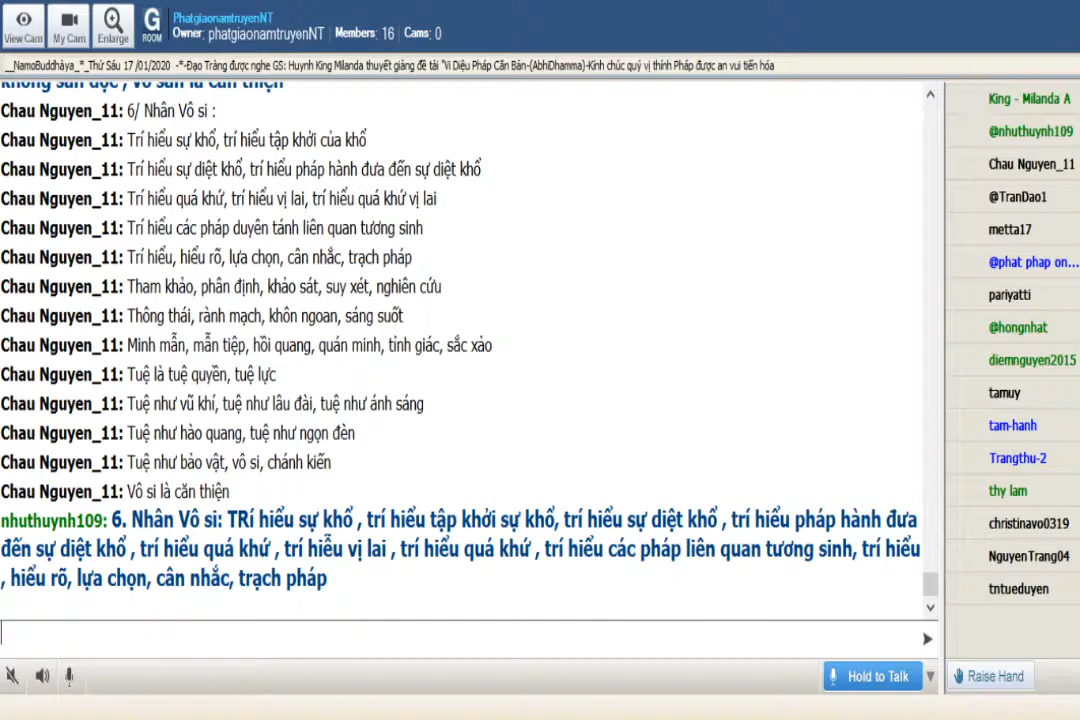 View Cam
My Cam
Enlarge
G
ROOM
PhatgiaonamtruyenNT
Owner: phatgiaonamtruyenNT | Members: 16 | Cams: 0
__NamoBuddhàya_*_Thứ Sáu 17 /01/2020 -*-Đạo Tràng được nghe GS: Huynh King Milanda thuyết giảng đề tài "Vi Diệu Pháp Căn Bản-(AbhiDhamma)-Kính chúc quý vị thính Pháp được an vui tiến hóa
không sân độc , vô sân là căn thiện
Chau Nguyen_11: 6/ Nhân Vô si :
Chau Nguyen_11: Trí hiểu sự khổ, trí hiểu tập khởi của khổ
Chau Nguyen_11: Trí hiểu sự diệt khổ, trí hiểu pháp hành đưa đến sự diệt khổ
Chau Nguyen_11: Trí hiểu quá khứ, trí hiểu vị lai, trí hiểu quá khứ vị lai
Chau Nguyen_11: Trí hiểu các pháp duyên tánh liên quan tương sinh
Chau Nguyen_11: Trí hiểu, hiểu rõ, lựa chọn, cân nhắc, trạch pháp
Chau Nguyen_11: Tham khảo, phân định, khảo sát, suy xét, nghiên cứu
Chau Nguyen_11: Thông thái, rành mạch, khôn ngoan, sáng suốt
Chau Nguyen_11: Minh mẫn, mẫn tiệp, hồi quang, quán minh, tỉnh giác, sắc xảo
Chau Nguyen_11: Tuệ là tuệ quyền, tuệ lực
Chau Nguyen_11: Tuệ như vũ khí, tuệ như lâu đài, tuệ như ánh sáng
Chau Nguyen_11: Tuệ như hào quang, tuệ như ngọn đèn
Chau Nguyen_11: Tuệ như bảo vật, vô si, chánh kiến
Chau Nguyen_11: Vô si là căn thiện
nhuthuynh109: 6. Nhân Vô si: TRí hiểu sự khổ , trí hiểu tập khởi sự khổ, trí hiểu sự diệt khổ , trí hiểu pháp hành đưa
đến sự diệt khổ , trí hiểu quá khứ , trí hiễu vị lai , trí hiểu quá khứ , trí hiểu các pháp liên quan tương sinh, trí hiểu
, hiểu rõ, lựa chọn, cân nhắc, trạch pháp
King - Milanda A
@nhuthuynh109
Chau Nguyen_11
@TranDao1
metta17
@phat phap on...
pariyatti
@hongnhat
diemnguyen2015
tamuy
tam-hanh
Trangthu-2
thy lam
christinavo0319
NguyenTrang04
tntueduyen
Hold to Talk
Raise Hand